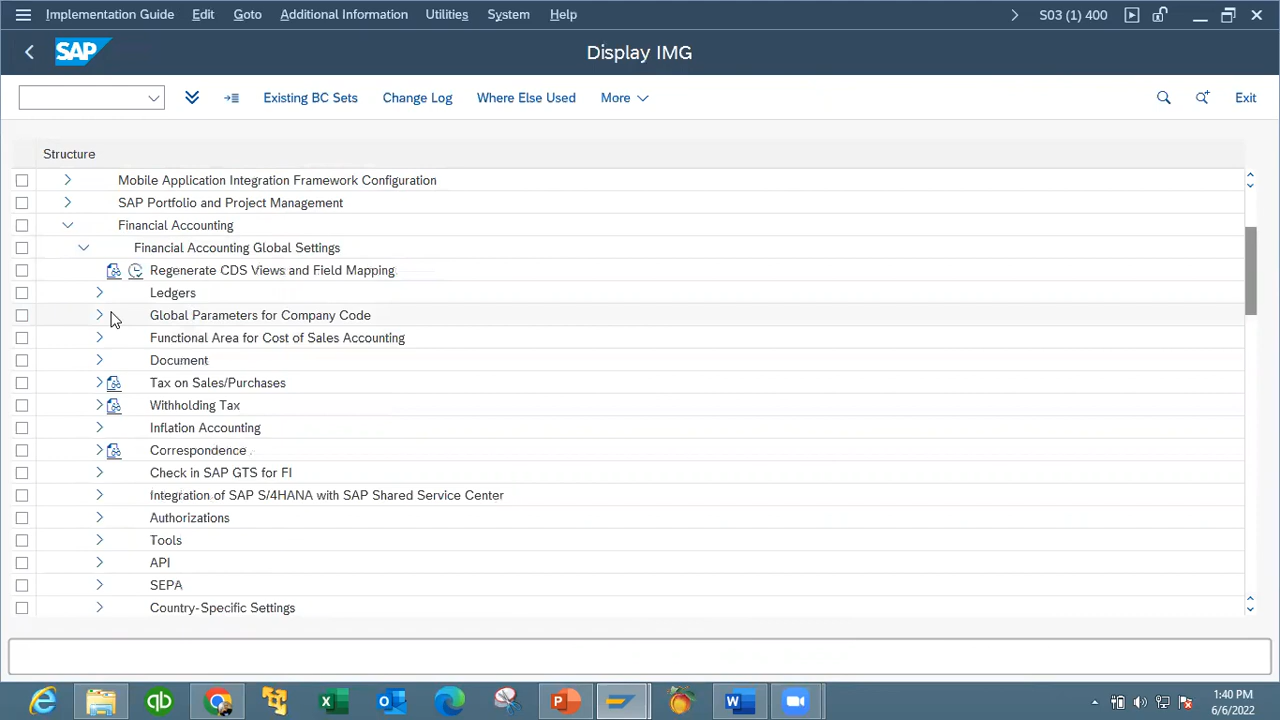 Implementation Guide Edit Goto Additional Information Utilities System Help S03 (1) 400
SAP Display IMG
Existing BC Sets Change Log Where Else Used More Exit
Structure
Mobile Application Integration Framework Configuration
SAP Portfolio and Project Management
Financial Accounting
Financial Accounting Global Settings
Regenerate CDS Views and Field Mapping
Ledgers
Global Parameters for Company Code
Functional Area for Cost of Sales Accounting
Document
Tax on Sales/Purchases
Withholding Tax
Inflation Accounting
Correspondence
Check in SAP GTS for FI
Integration of SAP S/4HANA with SAP Shared Service Center
Authorizations
Tools
API
SEPA
Country-Specific Settings
1:40 PM
6/6/2022